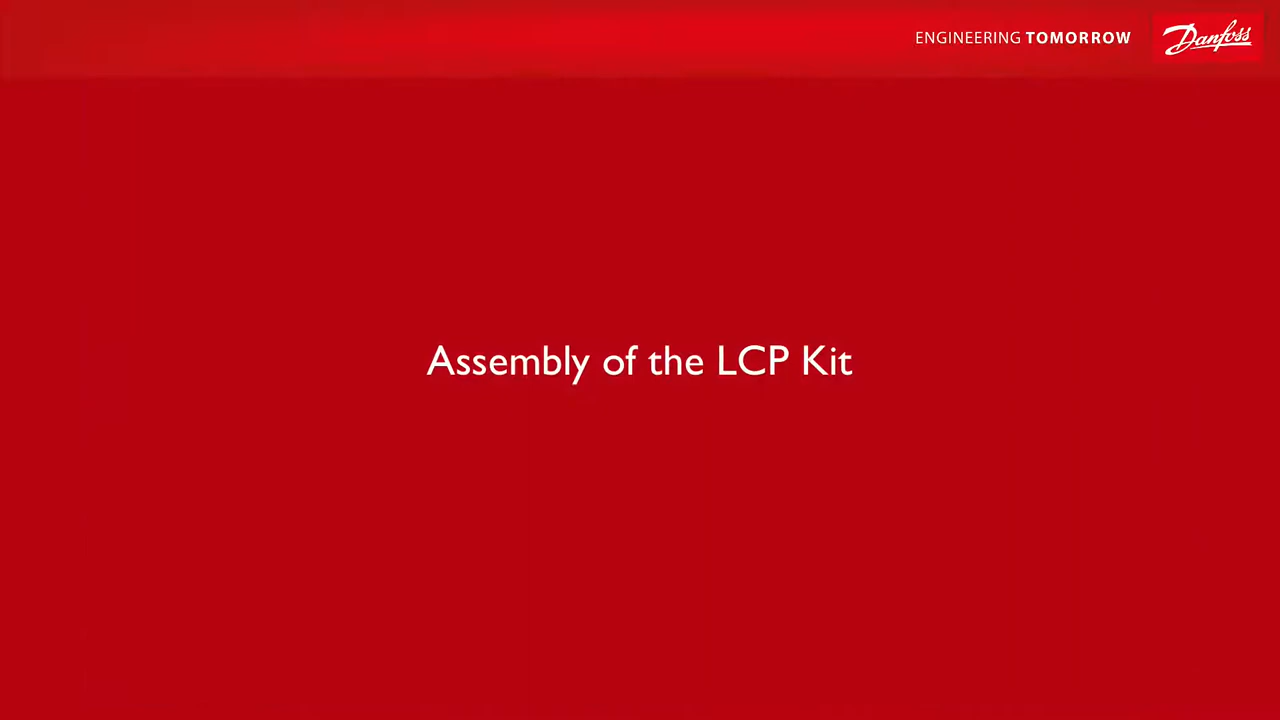 ENGINEERING TOMORROW
Danfoss
Assembly of the LCP Kit